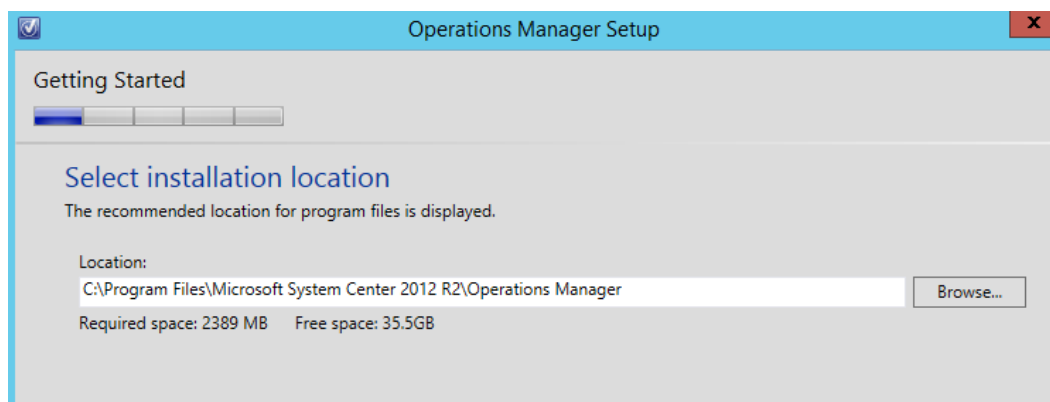 Operations Manager Setup
x
Getting Started
Select installation location
The recommended location for program files is displayed.
Location:
C:\Program Files\Microsoft System Center 2012 R2\Operations Manager
Browse...
Required space: 2389 MB Free space: 35.5GB